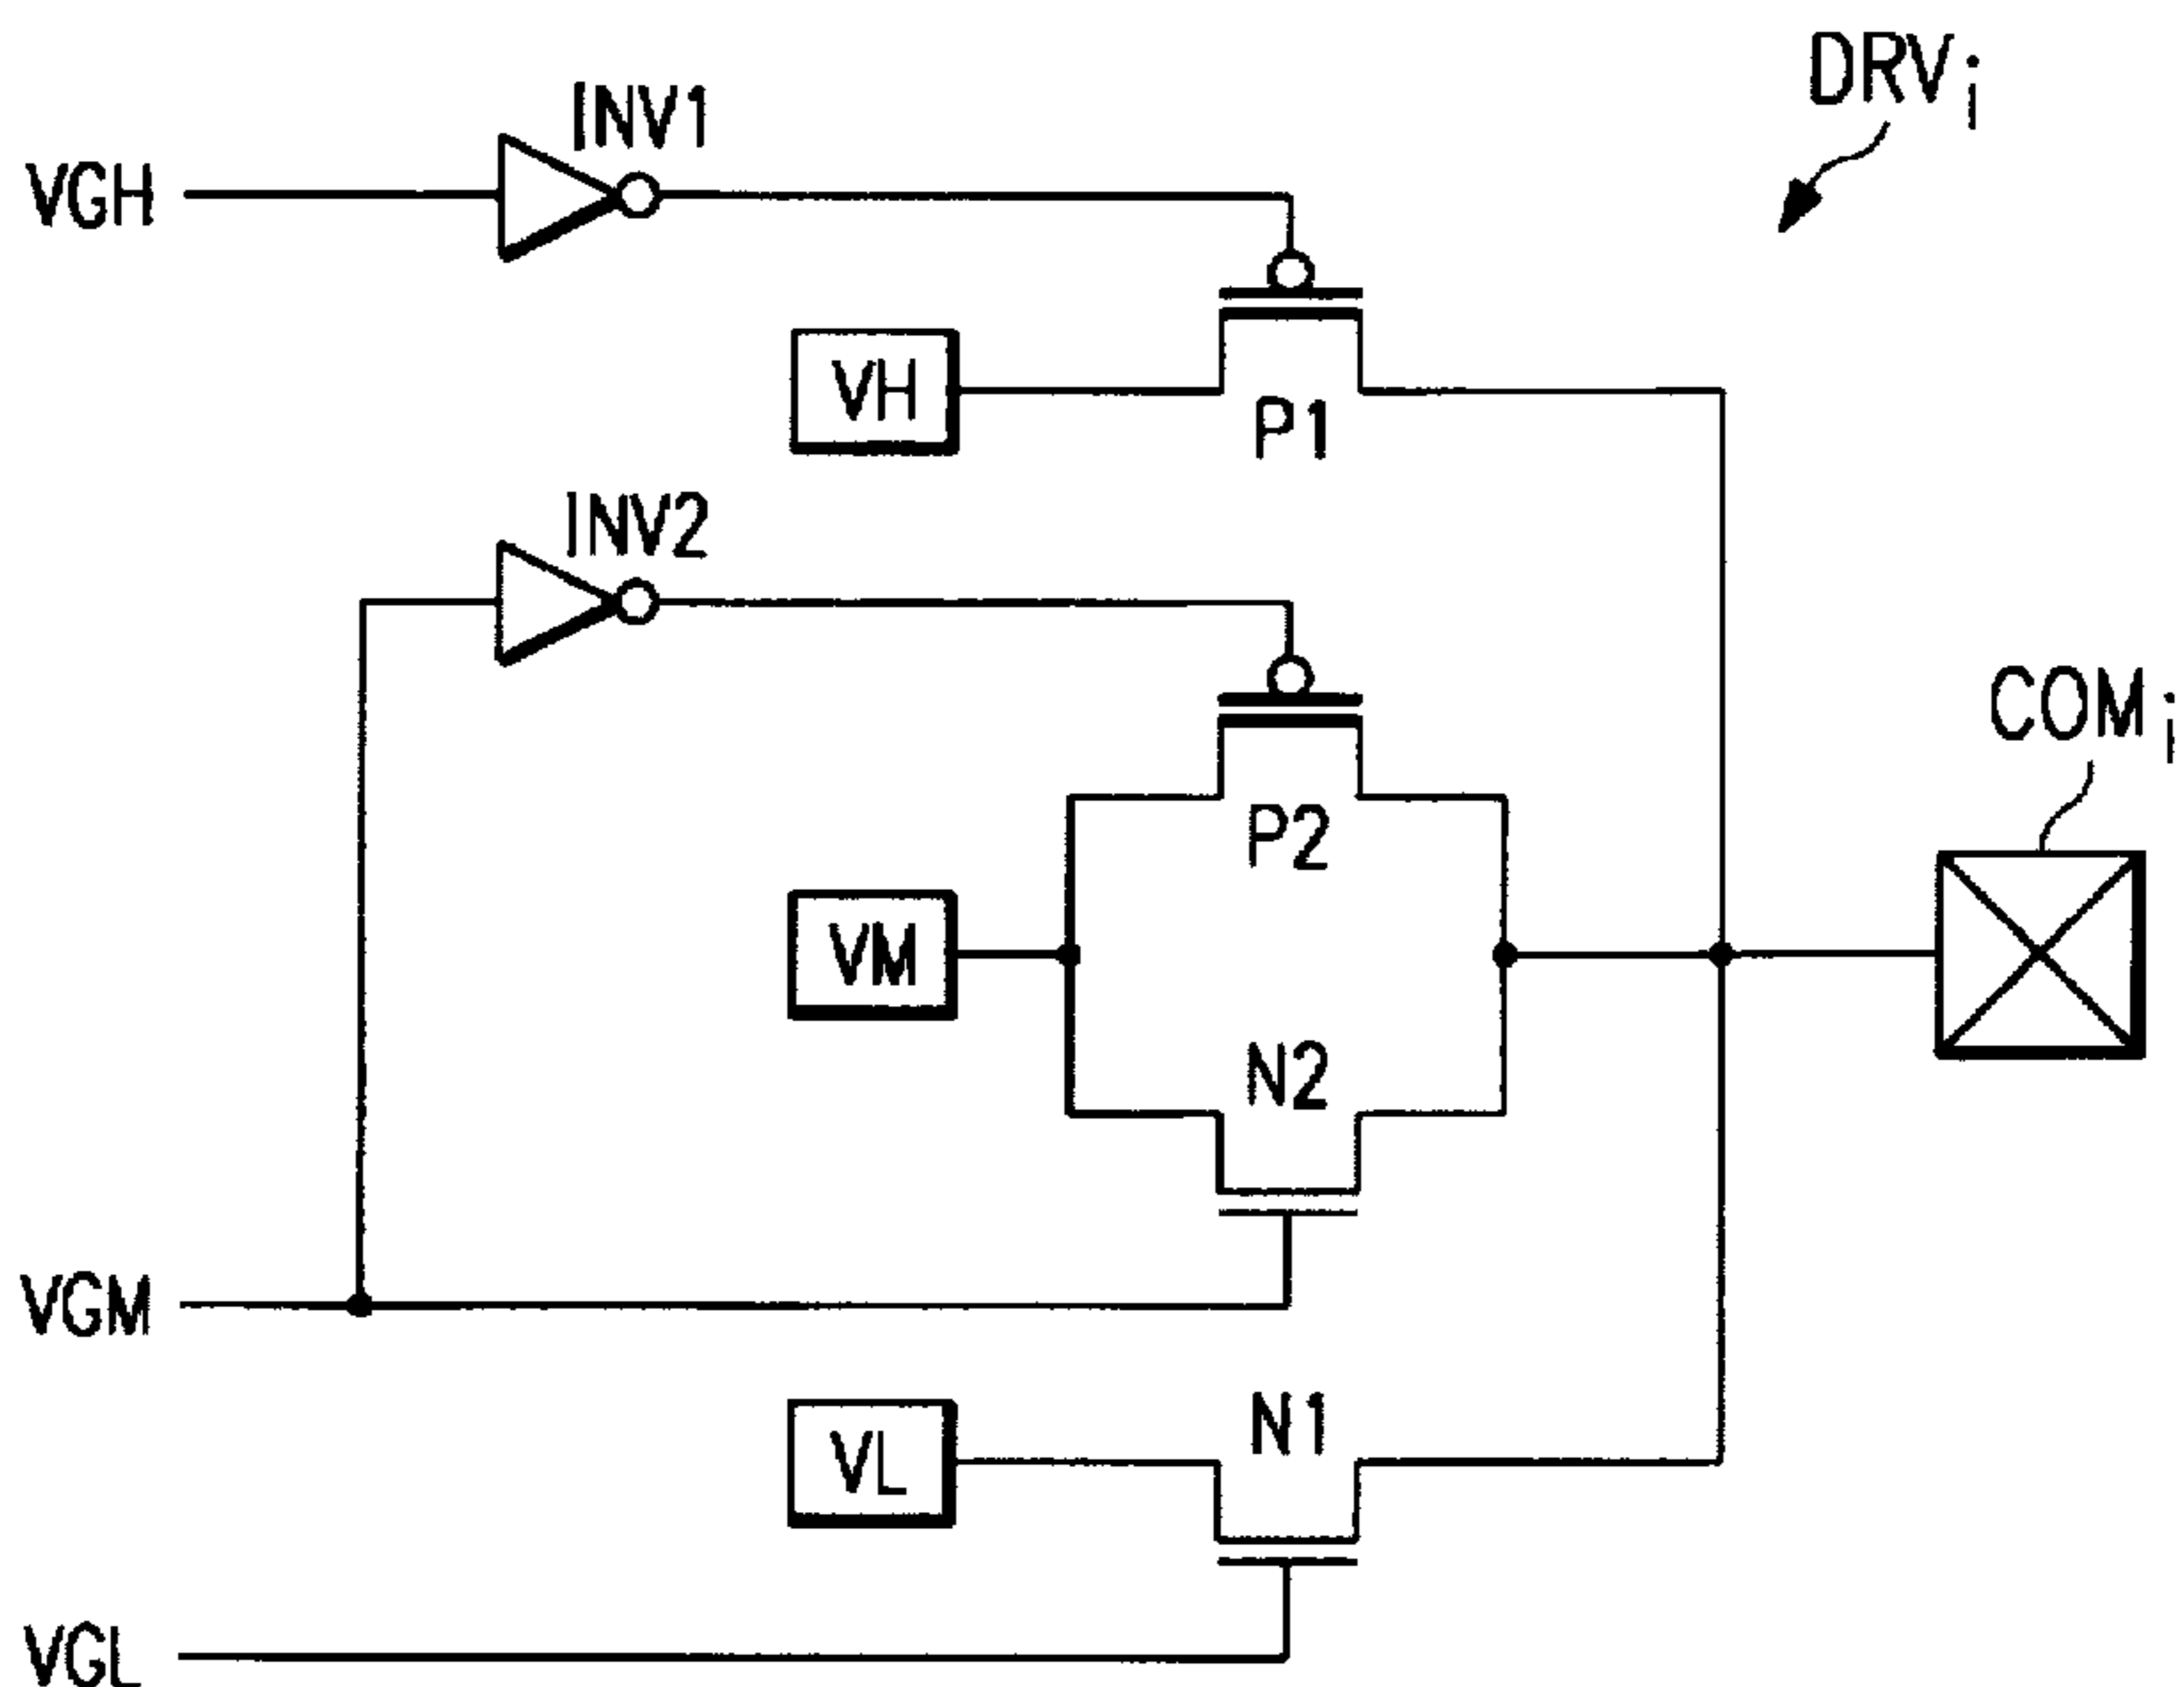 DRVi
INV1
VGH
VH
P1
INV2
COMi
P2
VM
N2
VGM
N1
VL
VGL